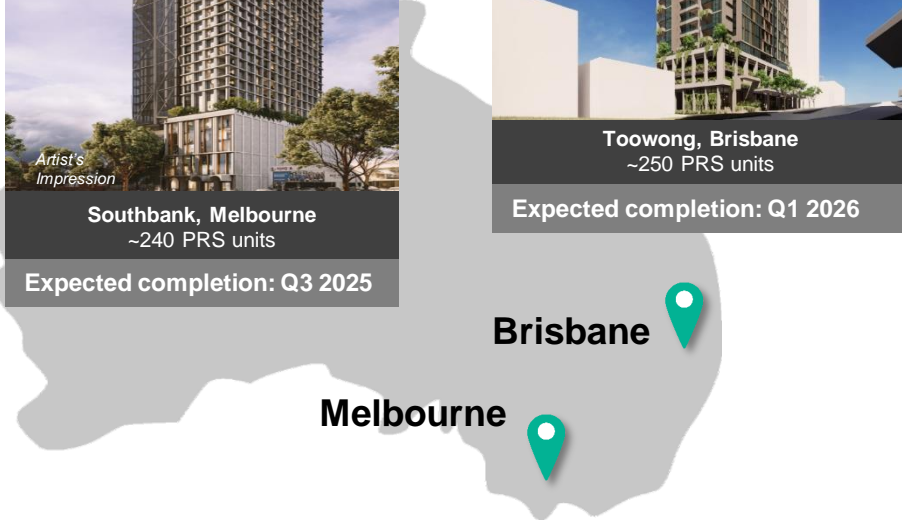 Artist's
Impression
Southbank, Melbourne
~240 PRS units
Expected completion: Q3 2025
Toowong, Brisbane
~250 PRS units
Expected completion: Q1 2026
Brisbane
Melbourne